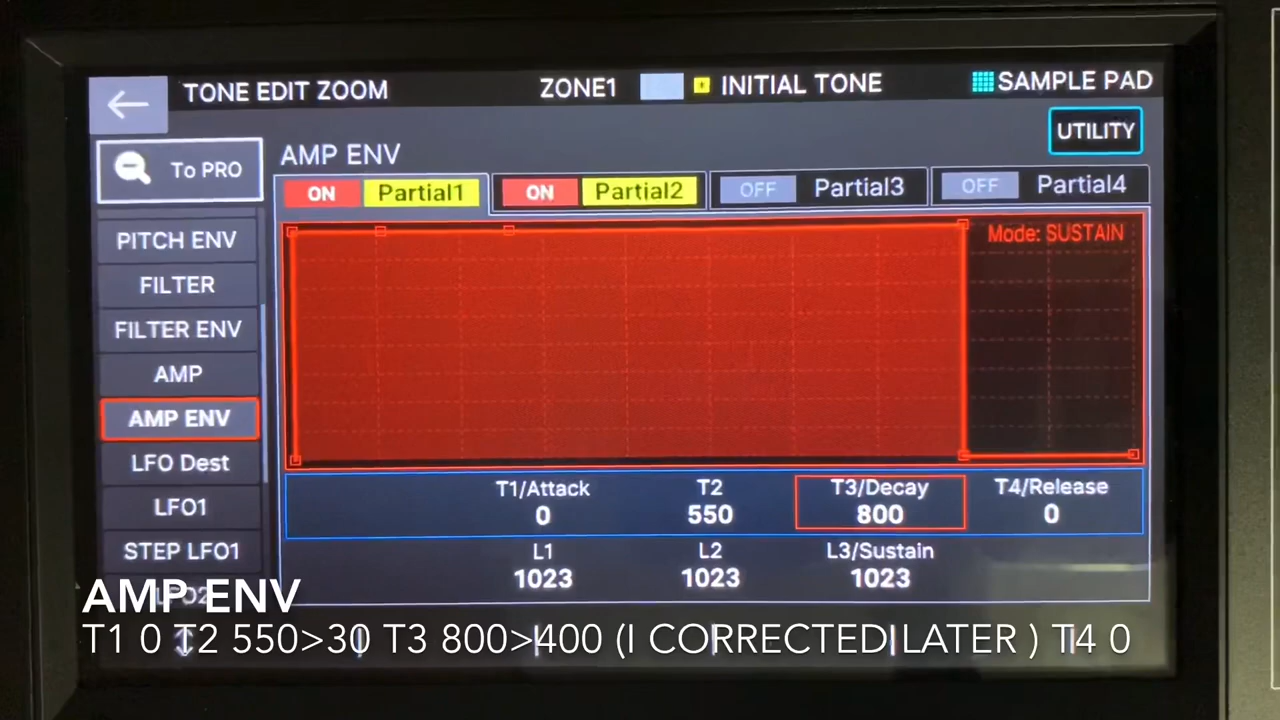 TONE EDIT ZOOM ZONE1 INITIAL TONE SAMPLE PAD
UTILITY
To PRO
AMP ENV
ON Partial1 ON Partial2 OFF Partial3 OFF Partial4
Mode: SUSTAIN
PITCH ENV
FILTER
FILTER ENV
AMP
AMP ENV
LFO Dest
LFO1
STEP LFO1
T1/Attack T2 T3/Decay T4/Release
0 550 800 0
L1 L2 L3/Sustain
1023 1023 1023
AMP ENV
T1 0 T2 550>30 T3 800>400 (I CORRECTED LATER ) T4 0